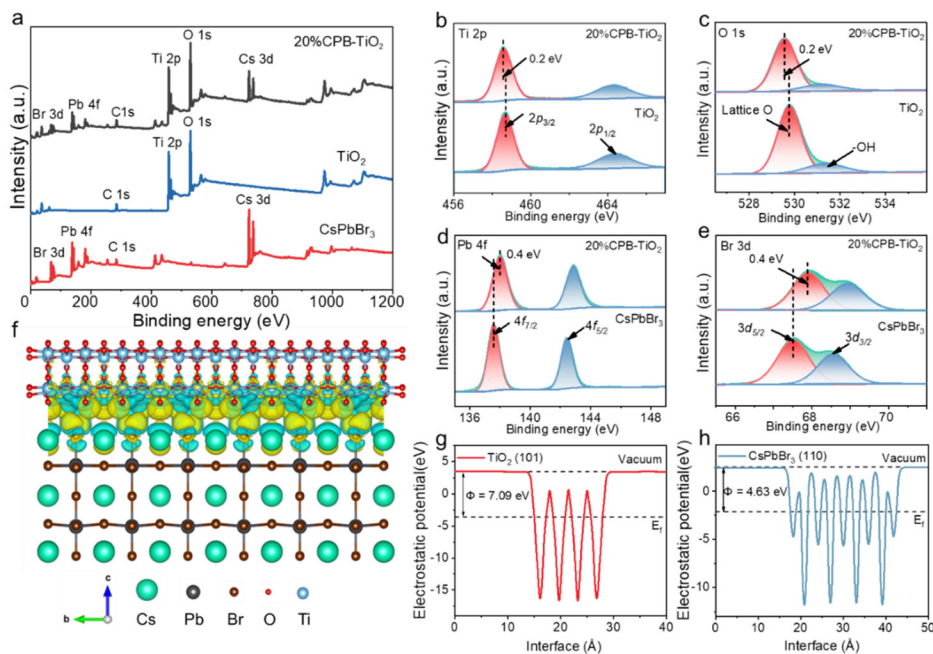 a
20%CPB-TiO2
O 1s
Ti 2p
Cs 3d
Br 3d
Pb 4f
C1s
O 1s
Ti 2p
TiO2
C 1s
Cs 3d
Pb 4f
Br 3d
C 1s
CsPbBr3
Intensity (a.u.)
0 200 400 600 800 1000 1200
Binding energy (eV)
b
Ti 2p
20%CPB-TiO2
0.2 eV
TiO2
2p3/2
2p1/2
Intensity (a.u.)
456 458 460 462 464
Binding energy (eV)
c
O 1s
20%CPB-TiO2
0.2 eV
Lattice O
TiO2
-OH
Intensity (a.u.)
528 530 532 534
Binding energy (eV)
d
Pb 4f
20%CPB-TiO2
0.4 eV
CsPbBr3
4f7/2
4f5/2
Intensity (a.u.)
136 138 140 142 144 146 148
Binding energy (eV)
e
Br 3d
20%CPB-TiO2
0.4 eV
CsPbBr3
3d5/2
3d3/2
Intensity (a.u.)
66 68 70
Binding energy (eV)
f
c
b
Cs Pb Br O Ti
g
TiO2 (101)
Vacuum
Φ = 7.09 eV
Ef
Electrostatic potential(eV)
5
0
-5
-10
-15
0 10 20 30 40
Interface (Å)
h
CsPbBr3 (110)
Vacuum
Φ = 4.63 eV
Ef
Electrostatic potential(eV)
5
0
-5
-10
0 10 20 30 40 50
Interface (Å)